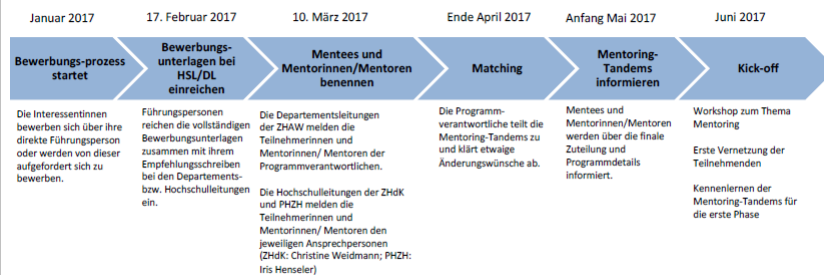 Januar 2017
17. Februar 2017
10. März 2017
Ende April 2017
Anfang Mai 2017
Juni 2017
Bewerbungs-prozess
startet
Bewerbungs-
unterlagen bei
HSL/DL
einreichen
Mentees und
Mentorinnen/Mentoren
benennen
Matching
Mentoring-
Tandems
informieren
Kick-off
Die Interessentinnen
bewerben sich über ihre
direkte Führungsperson
oder werden von dieser
aufgefordert sich zu
bewerben.
Führungspersonen
reichen die vollständigen
Bewerbungsunterlagen
zusammen mit ihrem
Empfehlungsschreiben
bei den Departements-
bzw. Hochschulleitungen
ein.
Die Departementsleitungen
der ZHAW melden die
Teilnehmerinnen und
Mentorinnen/ Mentoren der
Programmverantwortlichen.
Die Hochschulleitungen der ZHdK
und PHZH melden die
Teilnehmerinnen und
Mentorinnen/ Mentoren den
jeweiligen Ansprechpersonen
(ZHdK: Christine Weidmann; PHZH:
Iris Henseler)
Die Programm-
verantwortliche teilt die
Mentoring-Tandems zu
und klärt etwaige
Änderungswünsche ab.
Mentees und
Mentorinnen/Mentoren
werden über die finale
Zuteilung und
Programmdetails
informiert.
Workshop zum Thema
Mentoring
Erste Vernetzung der
Teilnehmenden
Kennenlernen der
Mentoring-Tandems für
die erste Phase